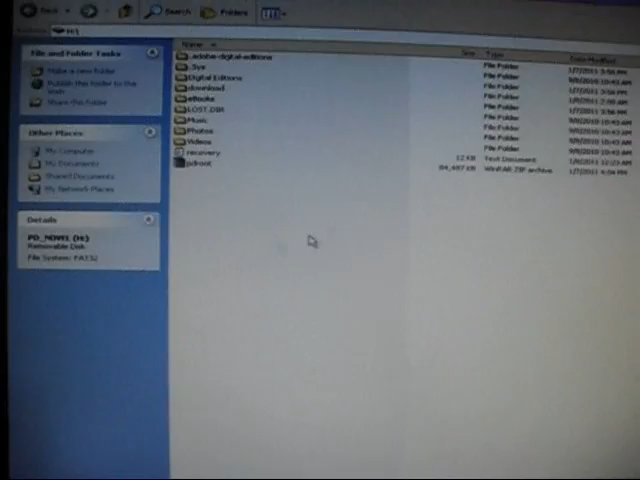 Back Search Folders
Address H:\
File and Folder Tasks
Make a new folder
Publish this folder to the Web
Share this folder
Other Places
My Computer
My Documents
Shared Documents
My Network Places
Details
PD_NOVEL (H:)
Removable Disk
File System: FAT32
Name Size Type Date Modified
.adobe-digital-editions File Folder
.Sys File Folder
Digital Editions File Folder
download File Folder
eBooks File Folder
LOST.DIR File Folder
Music File Folder
Photos File Folder
Videos File Folder
recovery 12 KB Text Document
pdroot 84,487 KB WinRAR ZIP archive